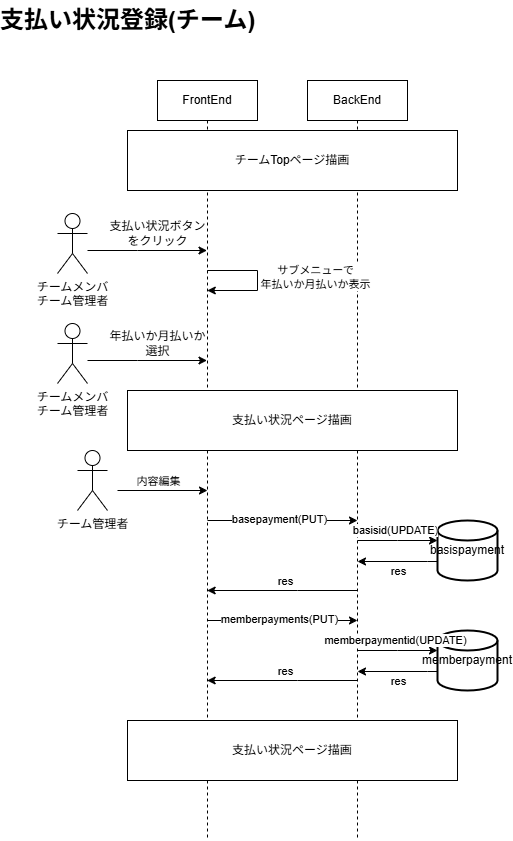 支払い状況登録(チーム)
FrontEnd
BackEnd
チームTopページ描画
支払い状況ボタン
をクリック
チームメンバ
チーム管理者
サブメニューで
年払いか月払いか表示
年払いか月払いか
選択
チームメンバ
チーム管理者
支払い状況ページ描画
内容編集
チーム管理者
basepayment(PUT)
basisid(UPDATE)
basispayment
res
res
memberpayments(PUT)
memberpaymentid(UPDATE)
memberpayment
res
res
支払い状況ページ描画